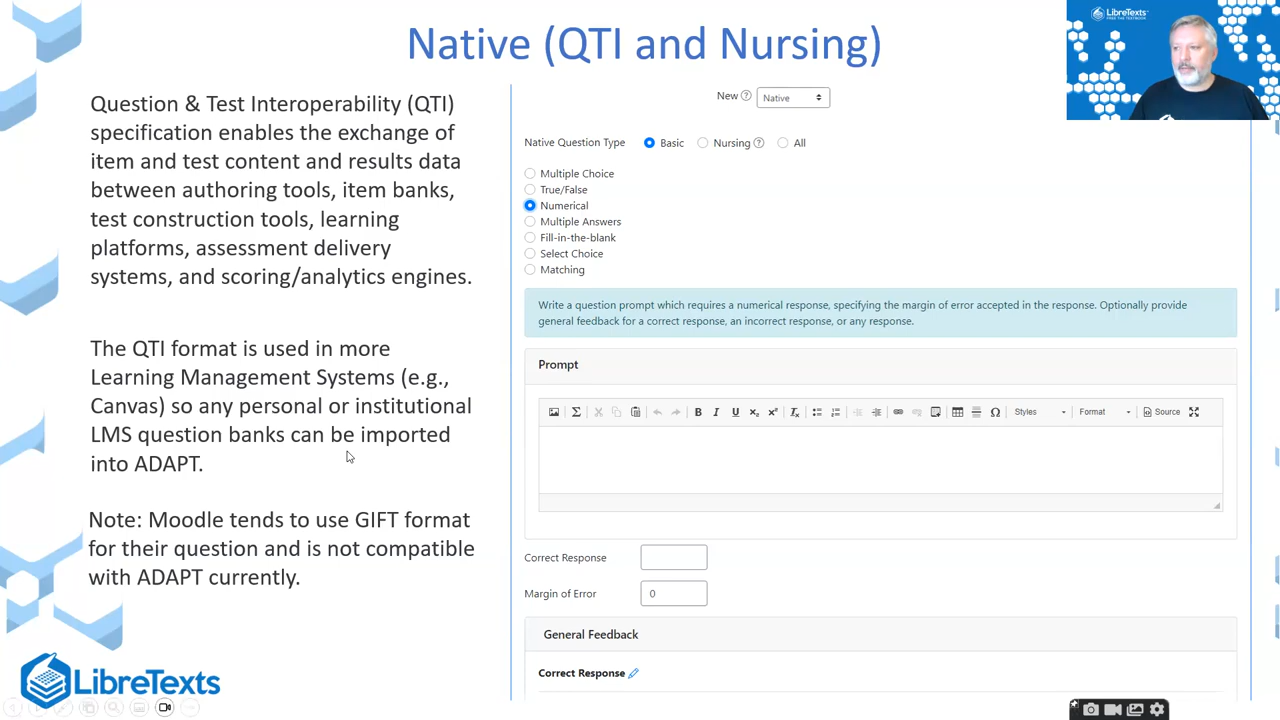 Native (QTI and Nursing)
LibreTexts
FREE THE TEXTBOOK
Question & Test Interoperability (QTI)
specification enables the exchange of
item and test content and results data
between authoring tools, item banks,
test construction tools, learning
platforms, assessment delivery
systems, and scoring/analytics engines.
The QTI format is used in more
Learning Management Systems (e.g.,
Canvas) so any personal or institutional
LMS question banks can be imported
into ADAPT.
Note: Moodle tends to use GIFT format
for their question and is not compatible
with ADAPT currently.
LibreTexts
New ? Native
Native Question Type Basic Nursing ? All
Multiple Choice
True/False
Numerical
Multiple Answers
Fill-in-the-blank
Select Choice
Matching
Write a question prompt which requires a numerical response, specifying the margin of error accepted in the response. Optionally provide
general feedback for a correct response, an incorrect response, or any response.
Prompt
Σ B I U x₂ x² Tx Ω Styles Format Source
Correct Response
Margin of Error 0
General Feedback
Correct Response